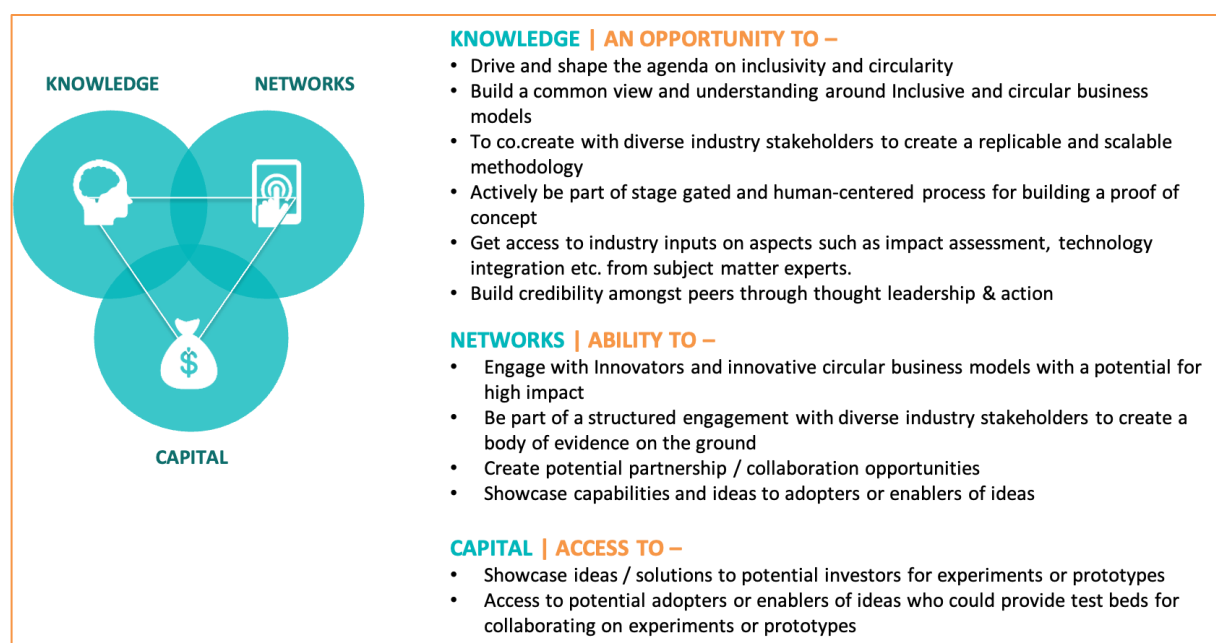 KNOWLEDGE
NETWORKS
$
CAPITAL
KNOWLEDGE | AN OPPORTUNITY TO –
• Drive and shape the agenda on inclusivity and circularity
• Build a common view and understanding around Inclusive and circular business
models
• To co.create with diverse industry stakeholders to create a replicable and scalable
methodology
• Actively be part of stage gated and human-centered process for building a proof of
concept
• Get access to industry inputs on aspects such as impact assessment, technology
integration etc. from subject matter experts.
• Build credibility amongst peers through thought leadership & action
NETWORKS | ABILITY TO –
• Engage with Innovators and innovative circular business models with a potential for
high impact
• Be part of a structured engagement with diverse industry stakeholders to create a
body of evidence on the ground
• Create potential partnership / collaboration opportunities
• Showcase capabilities and ideas to adopters or enablers of ideas
CAPITAL | ACCESS TO –
• Showcase ideas / solutions to potential investors for experiments or prototypes
• Access to potential adopters or enablers of ideas who could provide test beds for
collaborating on experiments or prototypes